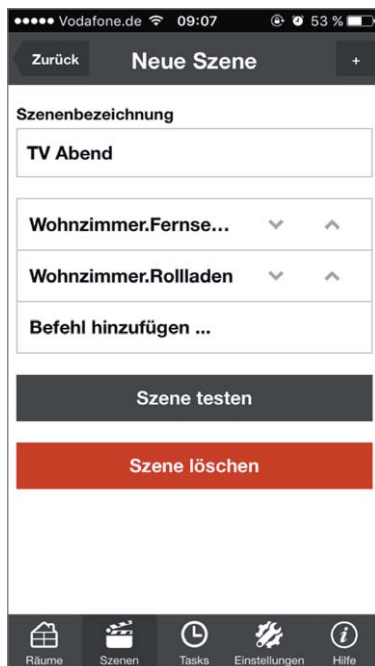 Vodafone.de 09:07 53 %
Zurück Neue Szene +
Szenenbezeichnung
TV Abend
Wohnzimmer.Fernse...
Wohnzimmer.Rollladen
Befehl hinzufügen ...
Szene testen
Szene löschen
Räume Szenen Tasks Einstellungen Hilfe